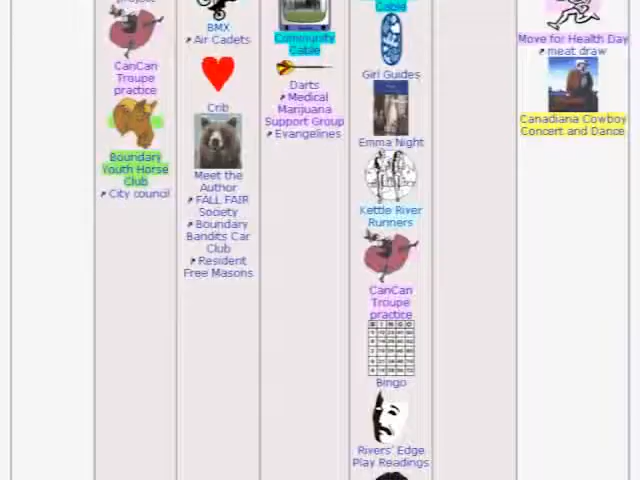 project
CanCan
Troupe
practice
Boundary
Youth Horse
Club
City council
BMX
Air Cadets
Crib
Meet the
Author
FALL FAIR
Society
Boundary
Bandits Car
Club
Resident
Free Masons
Community
Cable
Darts
Medical
Marijuana
Support Group
Evangelines
Cable
Girl Guides
Emma Night
Kettle River
Runners
CanCan
Troupe
practice
BINGO
Bingo
Rivers' Edge
Play Readings
Move for Health Day
meat draw
Canadiana Cowboy
Concert and Dance